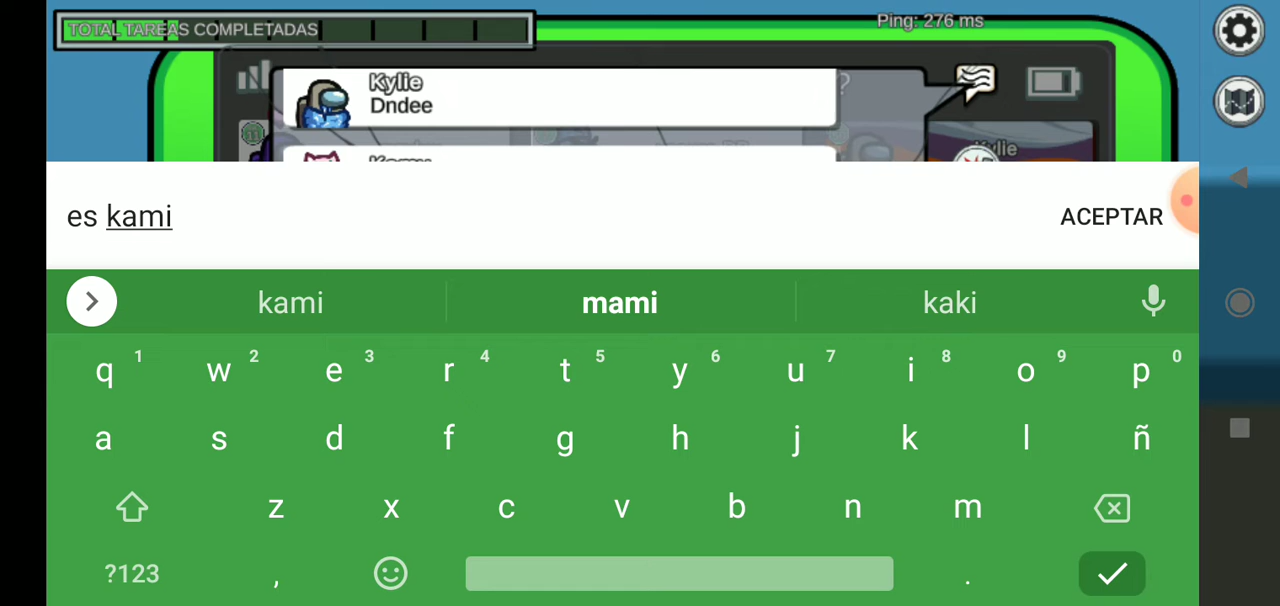 TOTAL TAREAS COMPLETADAS
Ping: 276 ms
Kylie
Dndee
?
Kylie
es kami
ACEPTAR
kami mami kaki
q 1 w 2 e 3 r 4 t 5 y 6 u 7 i 8 o 9 p 0
a s d f g h j k l ñ
z x c v b n m
?123 , .